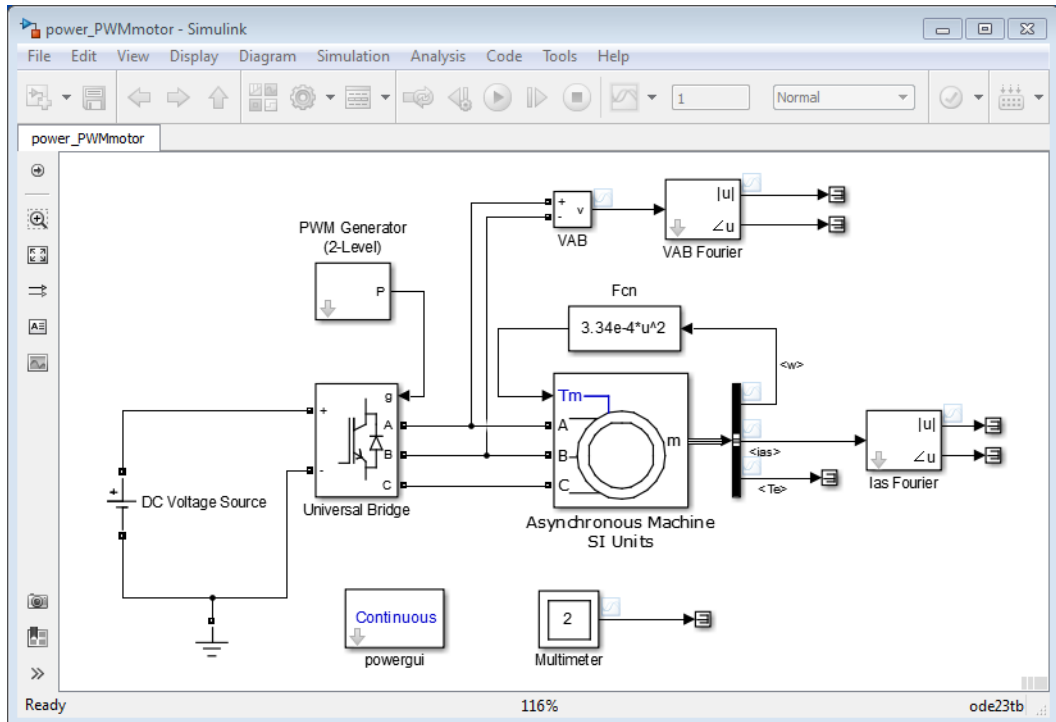 power_PWMmotor - Simulink
File Edit View Display Diagram Simulation Analysis Code Tools Help
1 Normal
power_PWMmotor
PWM Generator
(2-Level)
P
+
-
v
VAB
|u|
∠u
VAB Fourier
Fcn
3.34e-4*u^2
<w>
+
-
g
A
B
C
Universal Bridge
+
DC Voltage Source
Tm
A
B
C
m
Asynchronous Machine
SI Units
<ias>
<Te>
|u|
∠u
Ias Fourier
Continuous
powergui
2
Multimeter
Ready 116% ode23tb